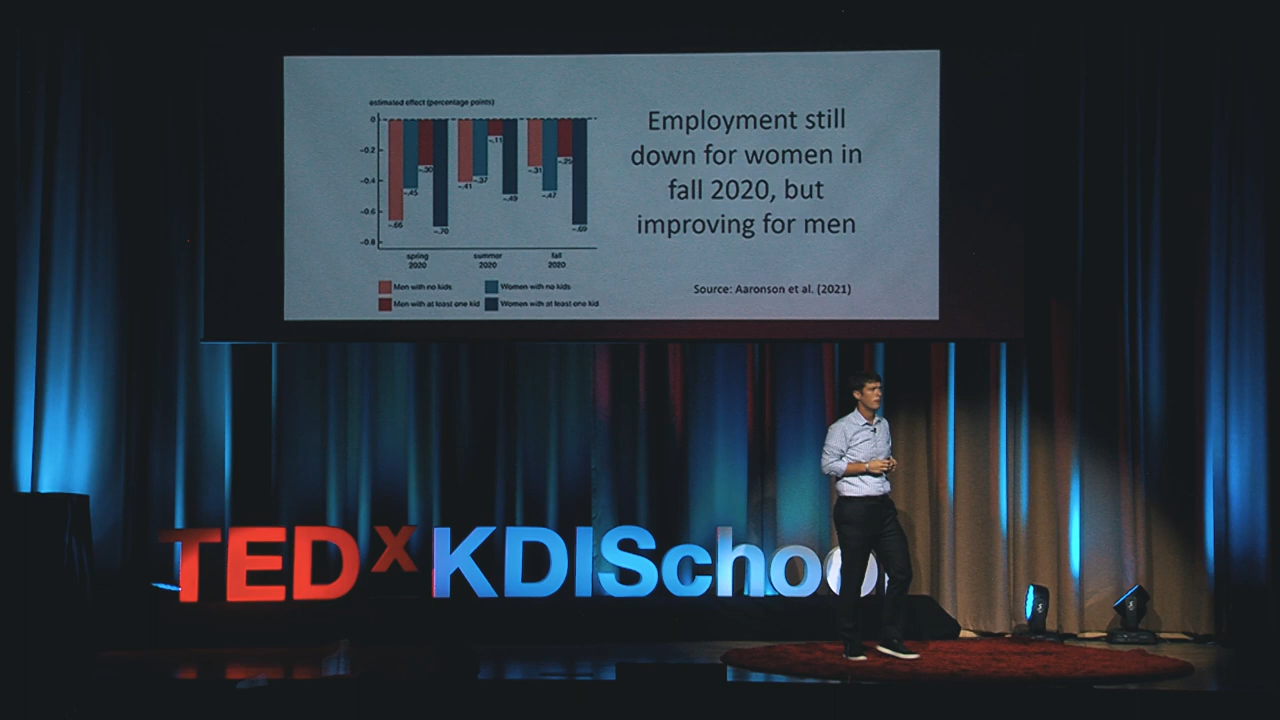 estimated effect (percentage points)
0
-0.2
-0.4
-0.6
-0.8
-.66
-.45
-.30
-.70
-.41
-.37
-.11
-.49
-.31
-.47
-.25
-.69
spring
2020
summer
2020
fall
2020
Men with no kids
Women with no kids
Men with at least one kid
Women with at least one kid
Employment still
down for women in
fall 2020, but
improving for men
Source: Aaronson et al. (2021)
TEDxKDISchoo